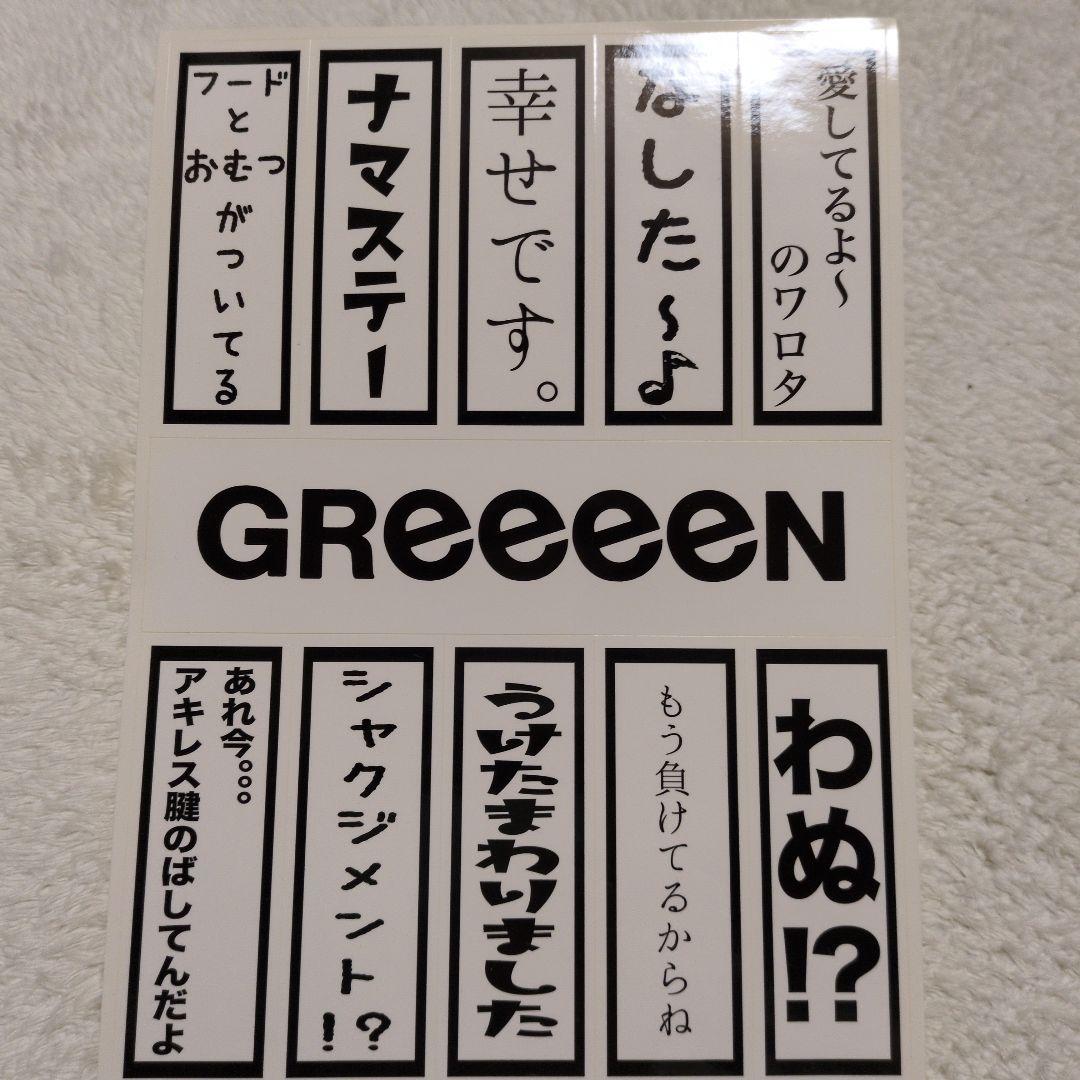 愛してるよ〜
のワロタ
なした〜♪
幸せです。
ナマステー
フード
と
おむつ
がついてる
GReeeeN
わぬ!?
もう負けてるからね
うけたまわりました
シャクジメント!?
あれ今。。。
アキレス腱のばしてんだよ